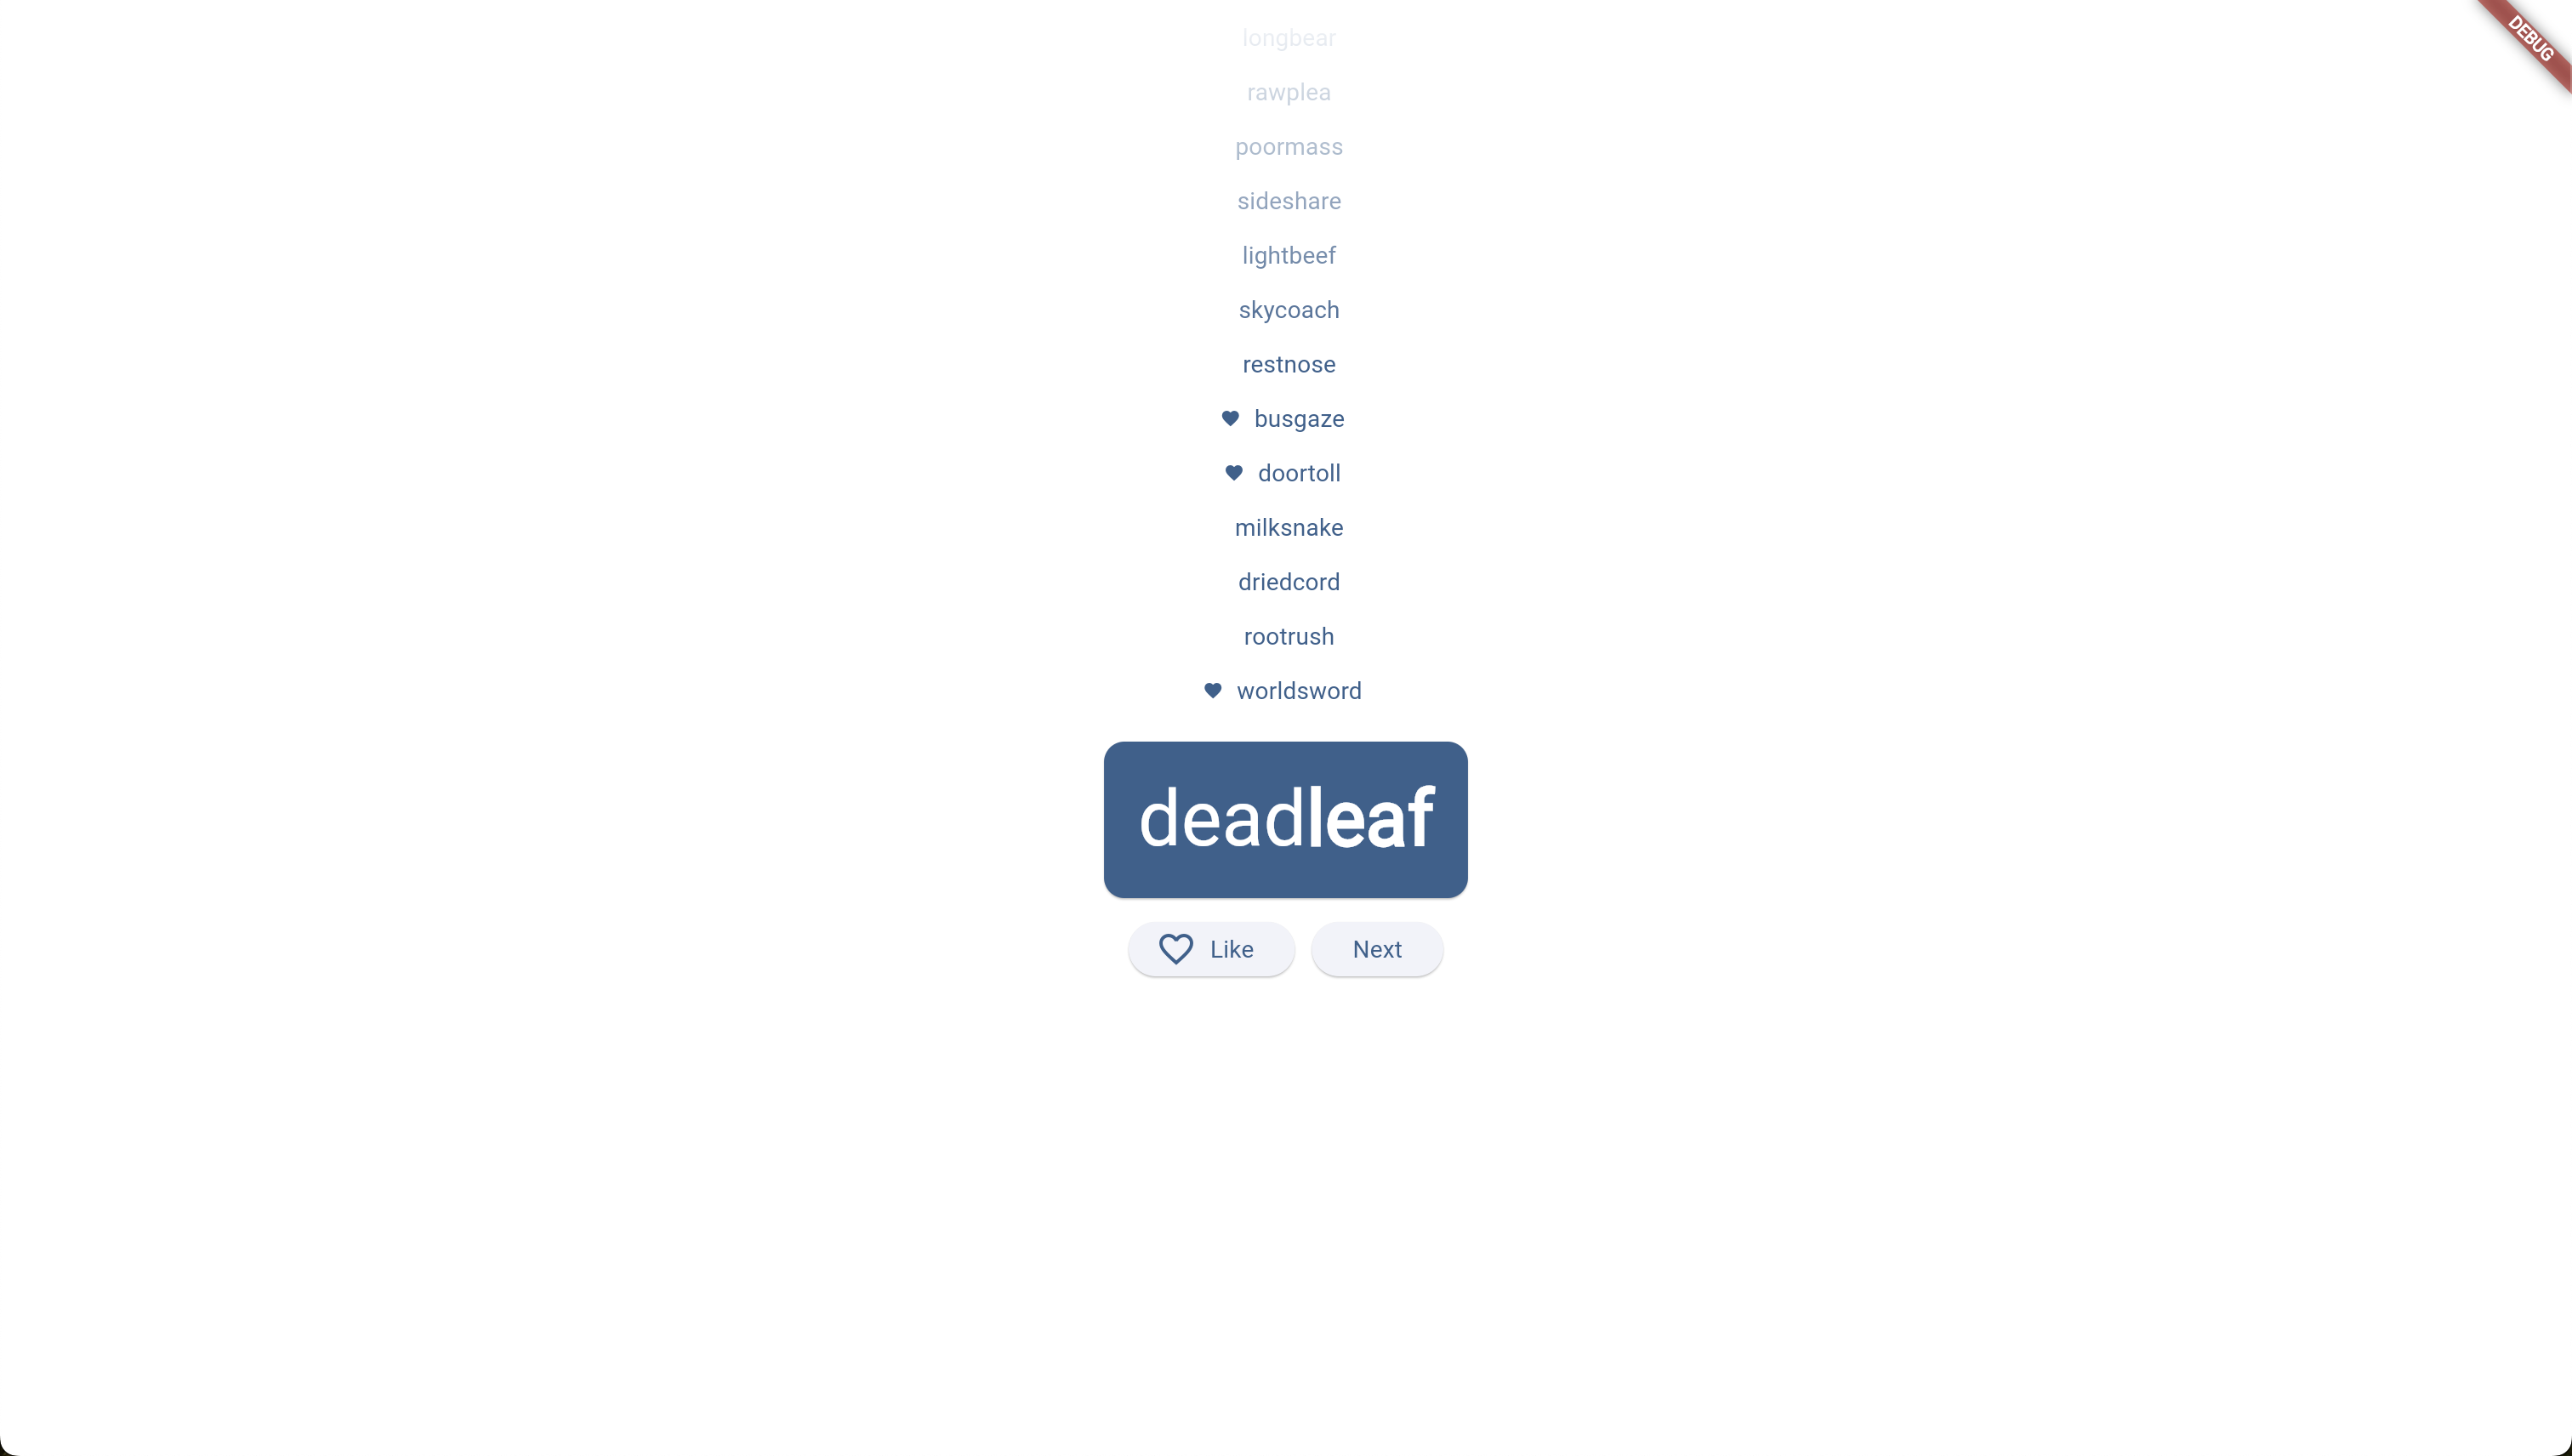 DEBUG
longbear
rawplea
poormass
sideshare
lightbeef
skycoach
restnose
busgaze
doortoll
milksnake
driedcord
rootrush
worldsword
deadleaf
Like
Next